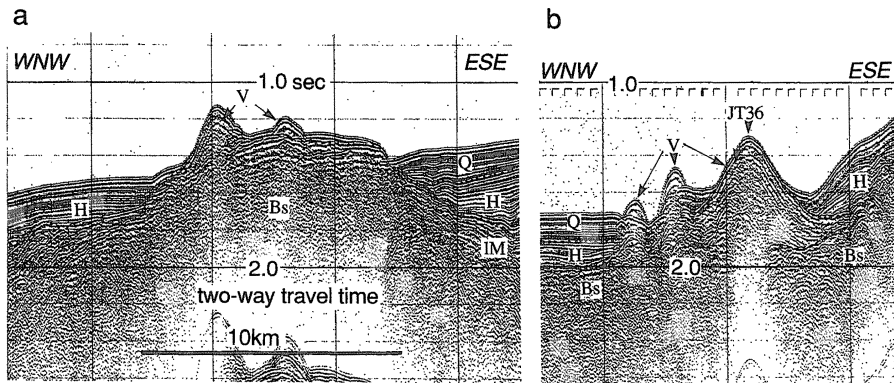 a
WNW
1.0 sec
ESE
V
Q
H
H
Bs
IM
2.0
two-way travel time
10km
b
WNW
1.0
ESE
JT36
V
H
Q
H
2.0
Bs
Bs